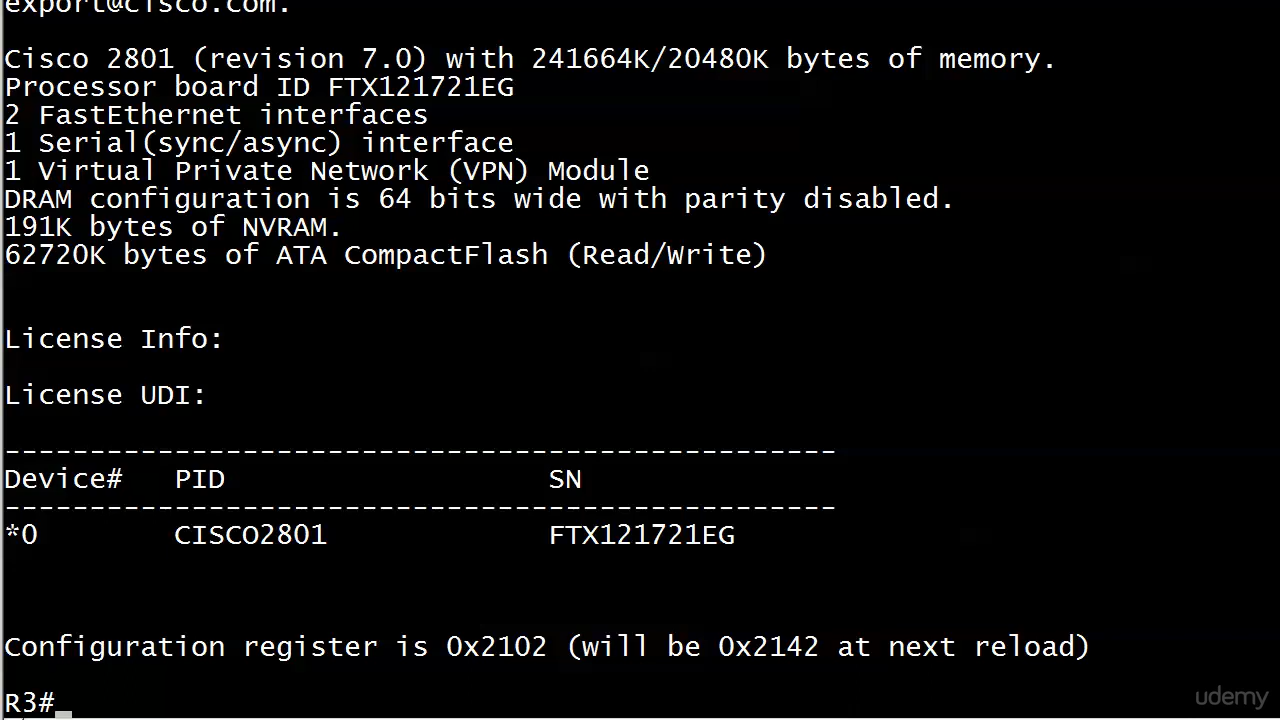 export@cisco.com.
Cisco 2801 (revision 7.0) with 241664K/20480K bytes of memory.
Processor board ID FTX121721EG
2 FastEthernet interfaces
1 Serial(sync/async) interface
1 Virtual Private Network (VPN) Module
DRAM configuration is 64 bits wide with parity disabled.
191K bytes of NVRAM.
62720K bytes of ATA CompactFlash (Read/Write)
License Info:
License UDI:
-------------------------------------------------
Device#   PID                   SN
-------------------------------------------------
*0        CISCO2801             FTX121721EG
Configuration register is 0x2102 (will be 0x2142 at next reload)
R3#
udemy